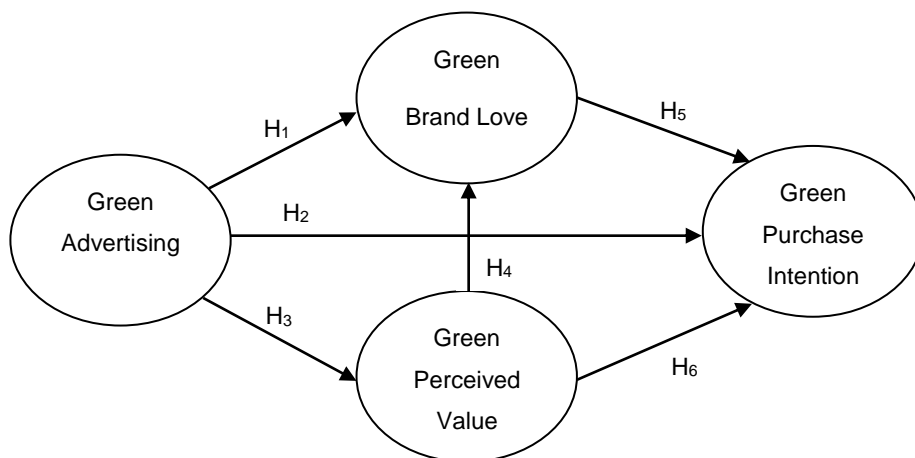 Green
Brand Love
H₁
H₅
Green
Advertising
H₂
Green
Purchase
Intention
H₄
H₃
Green
Perceived
Value
H₆